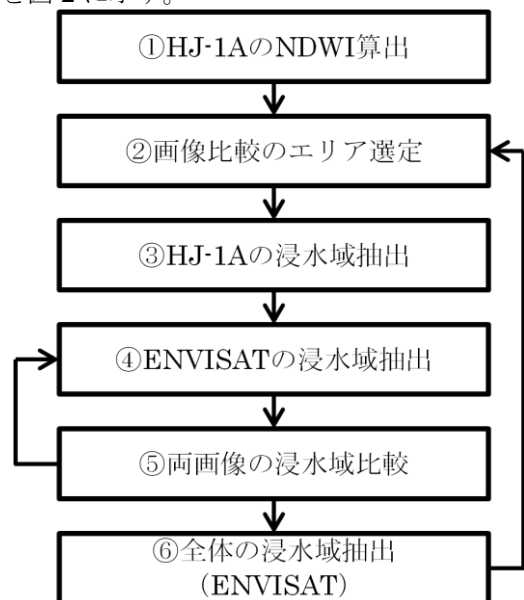 ①HJ-1AのNDWI算出
②画像比較のエリア選定
③HJ-1Aの浸水域抽出
④ENVISATの浸水域抽出
⑤両画像の浸水域比較
⑥全体の浸水域抽出
(ENVISAT)